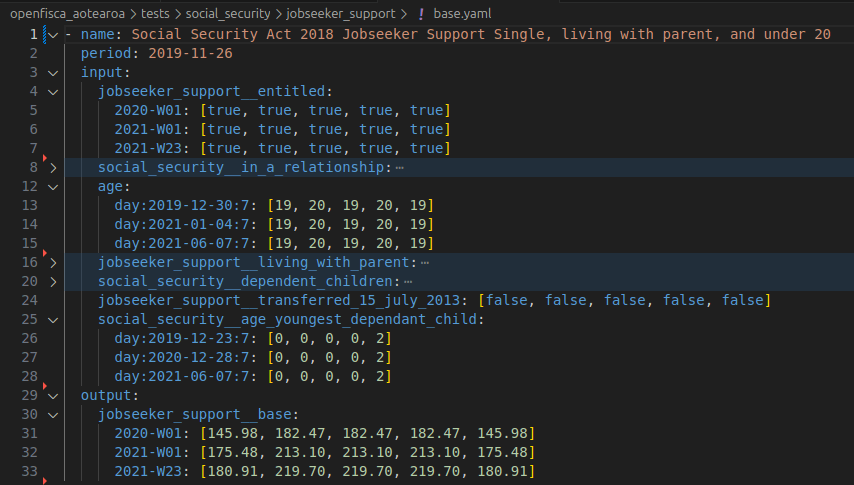 openfisca_aotearoa > tests > social_security > jobseeker_support > ! base.yaml
1 - name: Social Security Act 2018 Jobseeker Support Single, living with parent, and under 20
2 period: 2019-11-26
3 input:
4 jobseeker_support__entitled:
5 2020-W01: [true, true, true, true, true]
6 2021-W01: [true, true, true, true, true]
7 2021-W23: [true, true, true, true, true]
8 social_security__in_a_relationship:⋯
12 age:
13 day:2019-12-30:7: [19, 20, 19, 20, 19]
14 day:2021-01-04:7: [19, 20, 19, 20, 19]
15 day:2021-06-07:7: [19, 20, 19, 20, 19]
16 jobseeker_support__living_with_parent:⋯
20 social_security__dependent_children:⋯
24 jobseeker_support__transferred_15_july_2013: [false, false, false, false, false]
25 social_security__age_youngest_dependant_child:
26 day:2019-12-23:7: [0, 0, 0, 0, 2]
27 day:2020-12-28:7: [0, 0, 0, 0, 2]
28 day:2021-06-07:7: [0, 0, 0, 0, 2]
29 output:
30 jobseeker_support__base:
31 2020-W01: [145.98, 182.47, 182.47, 182.47, 145.98]
32 2021-W01: [175.48, 213.10, 213.10, 213.10, 175.48]
33 2021-W23: [180.91, 219.70, 219.70, 219.70, 180.91]